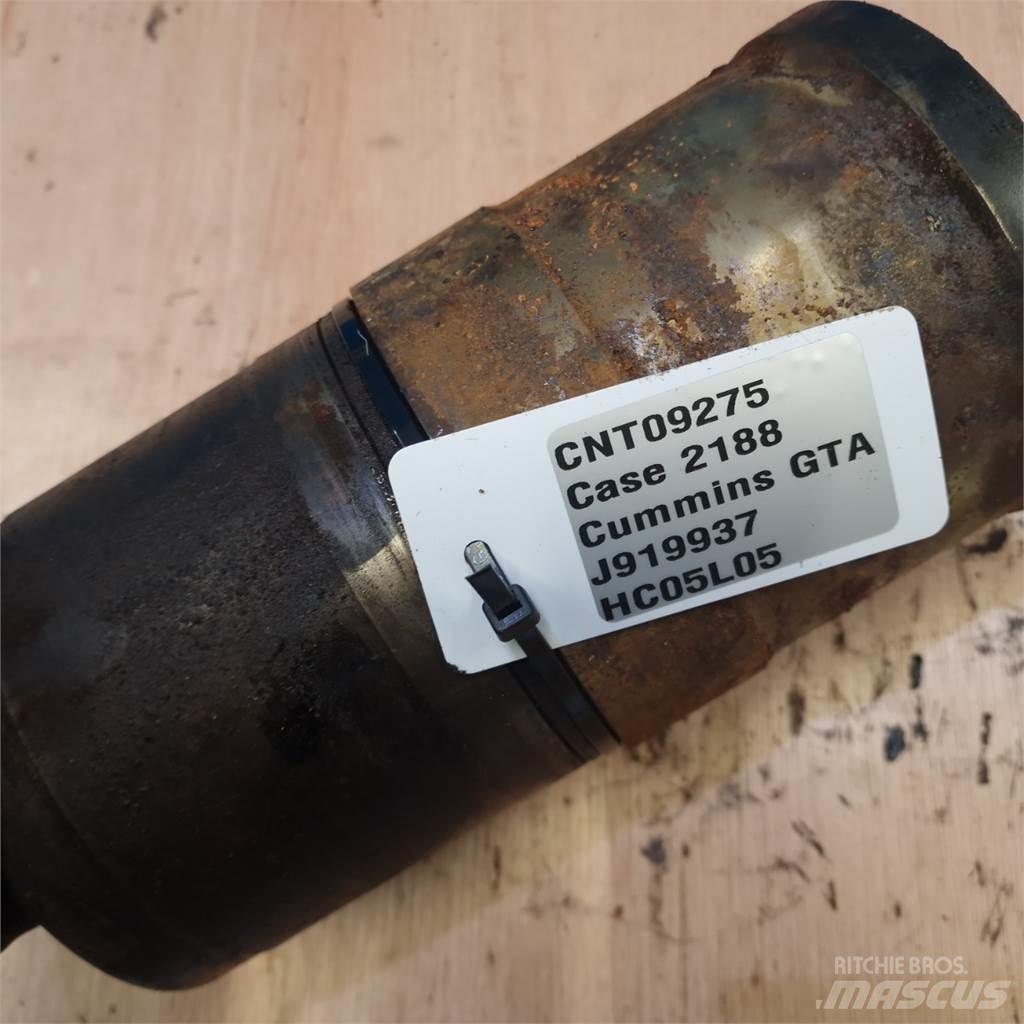 CNT09275
Case 2188
Cummins GTA
J919937
HC05L05
RITCHIE BROS.
MASCUS